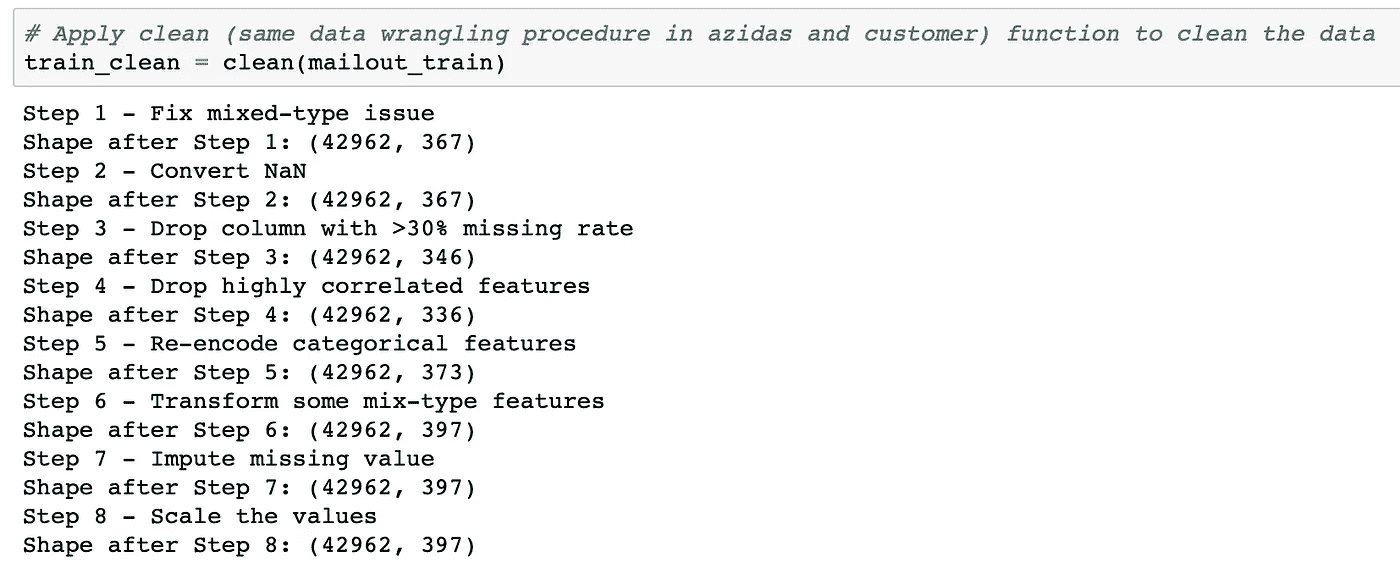 # Apply clean (same data wrangling procedure in azidas and customer) function to clean the data
train_clean = clean(mailout_train)
Step 1 - Fix mixed-type issue
Shape after Step 1: (42962, 367)
Step 2 - Convert NaN
Shape after Step 2: (42962, 367)
Step 3 - Drop column with >30% missing rate
Shape after Step 3: (42962, 346)
Step 4 - Drop highly correlated features
Shape after Step 4: (42962, 336)
Step 5 - Re-encode categorical features
Shape after Step 5: (42962, 373)
Step 6 - Transform some mix-type features
Shape after Step 6: (42962, 397)
Step 7 - Impute missing value
Shape after Step 7: (42962, 397)
Step 8 - Scale the values
Shape after Step 8: (42962, 397)